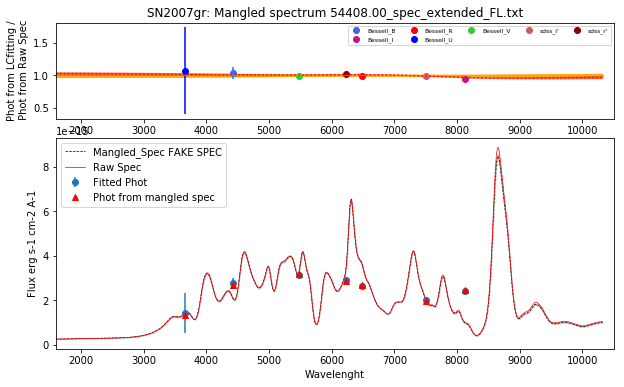 SN2007gr: Mangled spectrum 54408.00_spec_extended_FL.txt
Phot from LCfitting /
Phot from Raw Spec
1.5
1.0
0.5
Bessell_B
Bessell_I
Bessell_R
Bessell_U
Bessell_V
sdss_i'
sdss_r'
2000 3000 4000 5000 6000 7000 8000 9000 10000
Flux erg s-1 cm-2 A-1
8
6
4
2
0
Mangled_Spec FAKE SPEC
Raw Spec
Fitted Phot
Phot from mangled spec
2000 3000 4000 5000 6000 7000 8000 9000 10000
Wavelenght